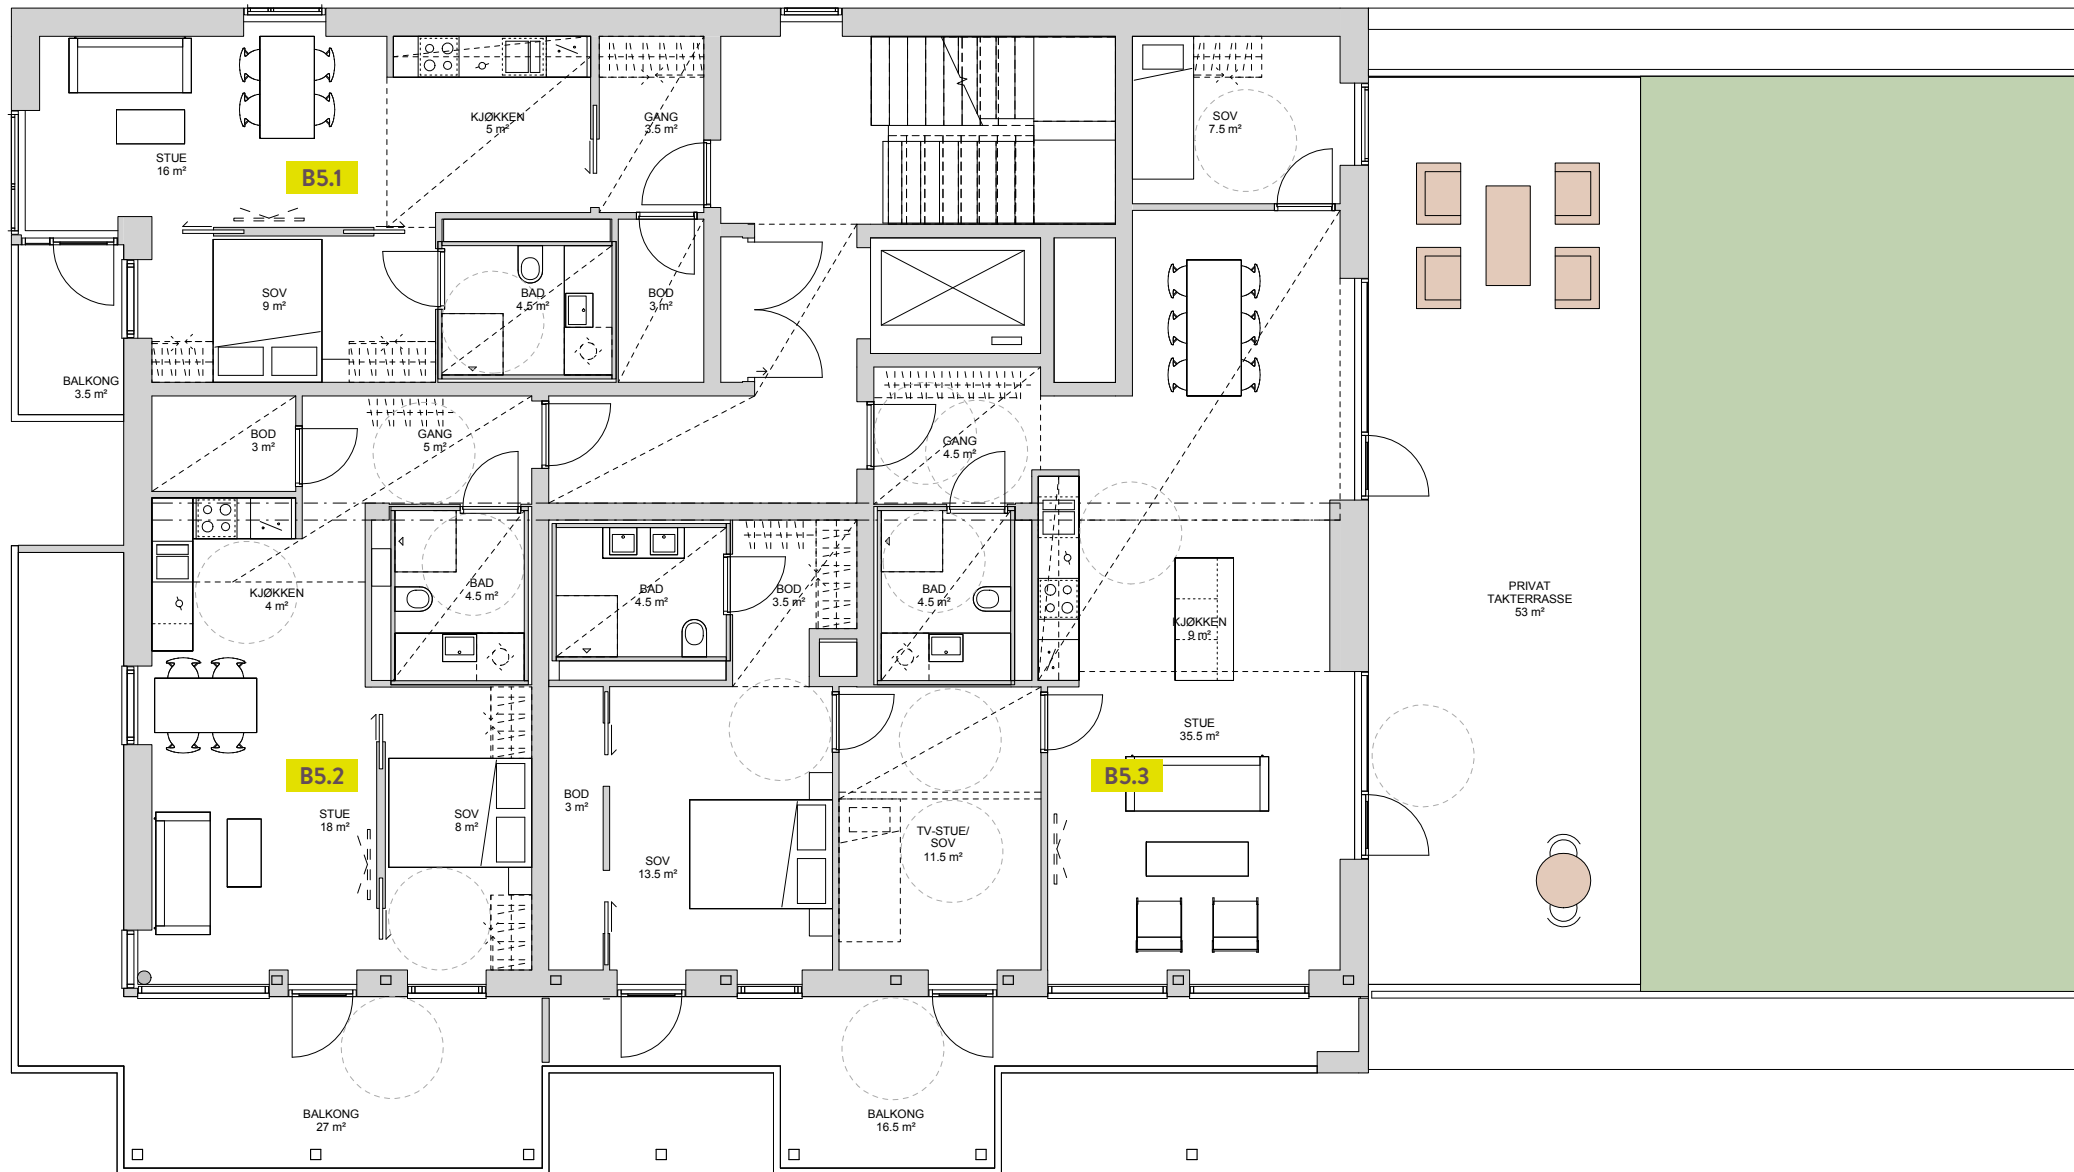 KJØKKEN
5 m²
GANG
3.5 m²
SOV
7.5 m²
STUE
16 m²
B5.1
SOV
9 m²
BAD
4.5 m²
BOD
3 m²
BALKONG
3.5 m²
BOD
3 m²
GANG
5 m²
GANG
4.5 m²
KJØKKEN
4 m²
BAD
4.5 m²
BAD
4.5 m²
BOD
3.5 m²
BAD
4.5 m²
KJØKKEN
9 m²
PRIVAT
TAKTERRASSE
53 m²
STUE
35.5 m²
B5.2
B5.3
STUE
18 m²
SOV
8 m²
BOD
3 m²
SOV
13.5 m²
TV-STUE/
SOV
11.5 m²
BALKONG
27 m²
BALKONG
16.5 m²